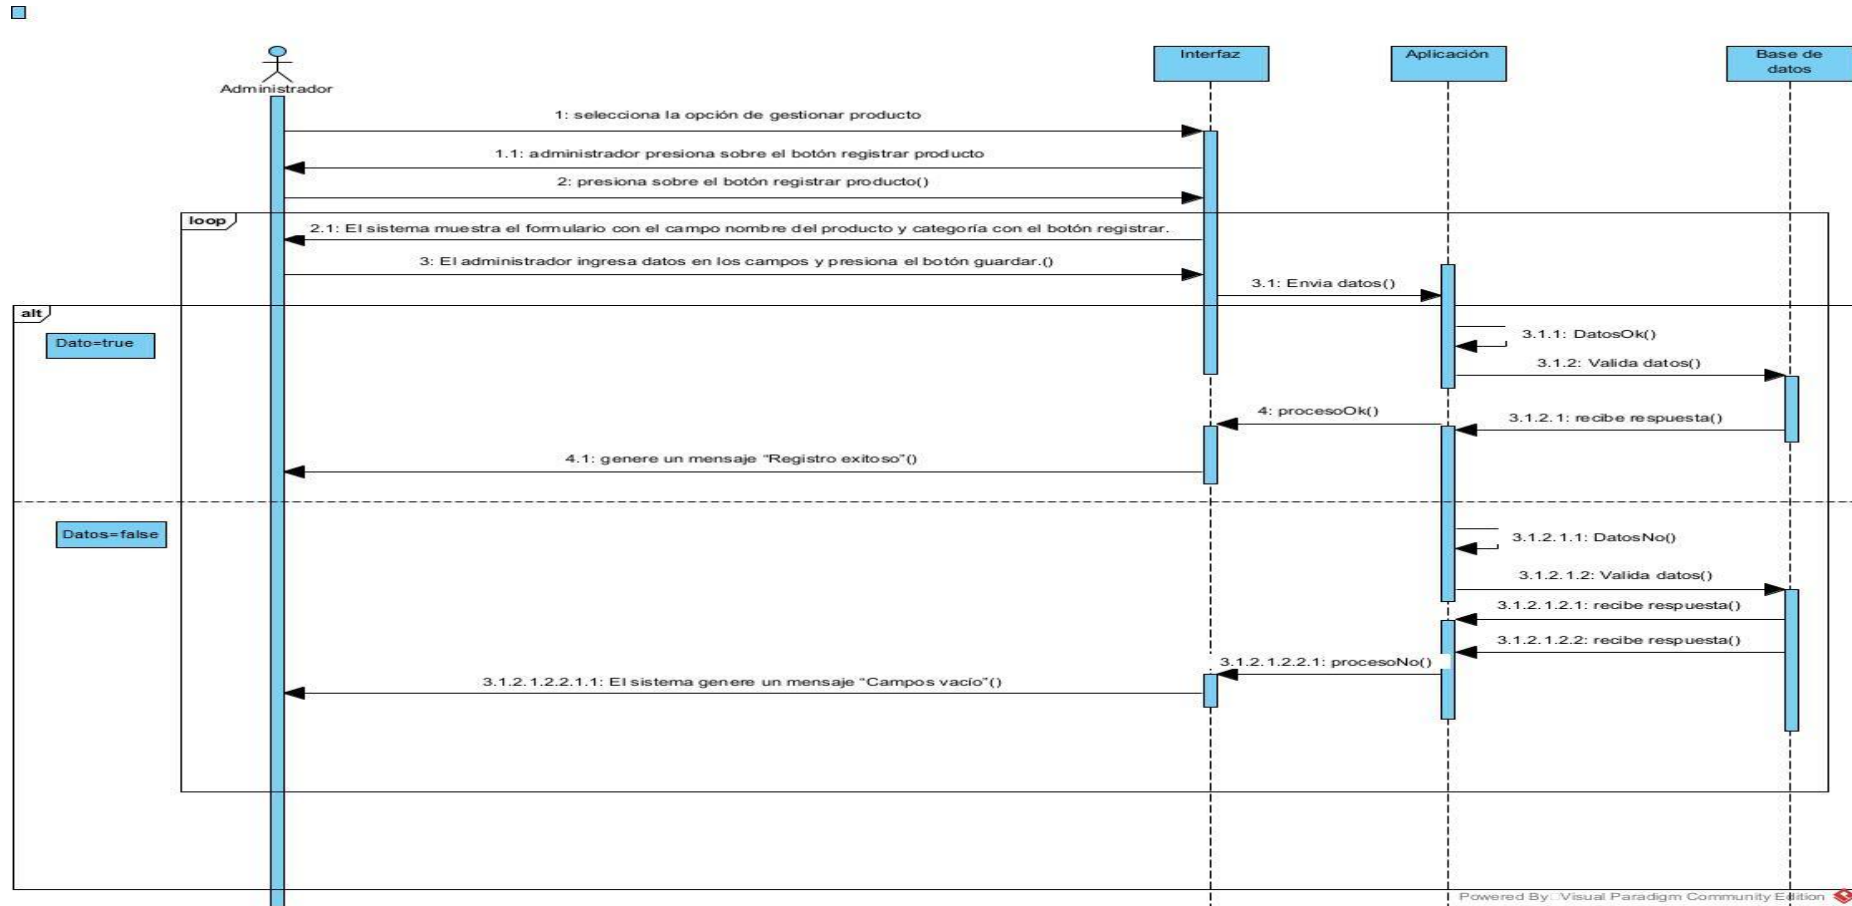 Administrador
Interfaz
Aplicación
Base de
datos
1: selecciona la opción de gestionar producto
1.1: administrador presiona sobre el botón registrar producto
2: presiona sobre el botón registrar producto()
loop
2.1: El sistema muestra el formulario con el campo nombre del producto y categoría con el botón registrar.
3: El administrador ingresa datos en los campos y presiona el botón guardar.()
3.1: Envia datos()
alt
Dato=true
3.1.1: DatosOk()
3.1.2: Valida datos()
4: procesoOk()
3.1.2.1: recibe respuesta()
4.1: genere un mensaje "Registro exitoso"()
Datos=false
3.1.2.1.1: DatosNo()
3.1.2.1.2: Valida datos()
3.1.2.1.2.1: recibe respuesta()
3.1.2.1.2.2: recibe respuesta()
3.1.2.1.2.2.1: procesoNo()
3.1.2.1.2.2.1.1: El sistema genere un mensaje "Campos vacío"()
Powered By Visual Paradigm Community Edition